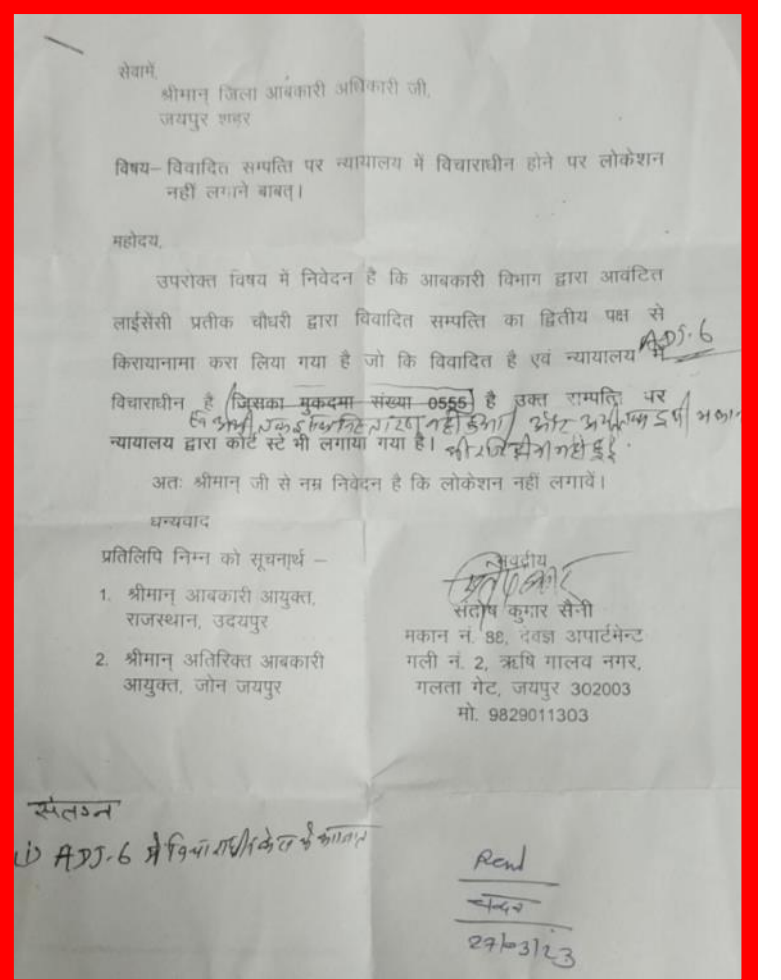 सेवामें,
श्रीमान् जिला आबकारी अधिकारी जी,
जयपुर शहर
विषय– विवादित सम्पत्ति पर न्यायालय में विचाराधीन होने पर लोकेशन
नहीं लगाने बाबत्।
महोदय,
उपरोक्त विषय में निवेदन है कि आबकारी विभाग द्वारा आवंटित
लाईसेंसी प्रतीक चौधरी द्वारा विवादित सम्पत्ति का द्वितीय पक्ष से
किरायानामा करा लिया गया है जो कि विवादित है एवं न्यायालय में ADJ-6
विचाराधीन है (जिसका मुकदमा संख्या 0555) है उक्त सम्पत्ति पर
नहीं हुआ।
न्यायालय द्वारा कोर्ट स्टे भी लगाया गया है। नहीं हुई
अतः श्रीमान् जी से नम्र निवेदन है कि लोकेशन नहीं लगावें।
धन्यवाद
प्रतिलिपि निम्न को सूचनार्थ –
1. श्रीमान् आबकारी आयुक्त,
राजस्थान, उदयपुर
2. श्रीमान् अतिरिक्त आबकारी
आयुक्त, जोन जयपुर
भवदीय
संतोष कुमार सैनी
मकान नं. 88, देवज्ञ अपार्टमेन्ट
गली नं. 2, ऋषि गालव नगर,
गलता गेट, जयपुर 302003
मो. 9829011303
संलग्न
(i) ADJ-6 में विचाराधीन केस के कागजात
27/03/23